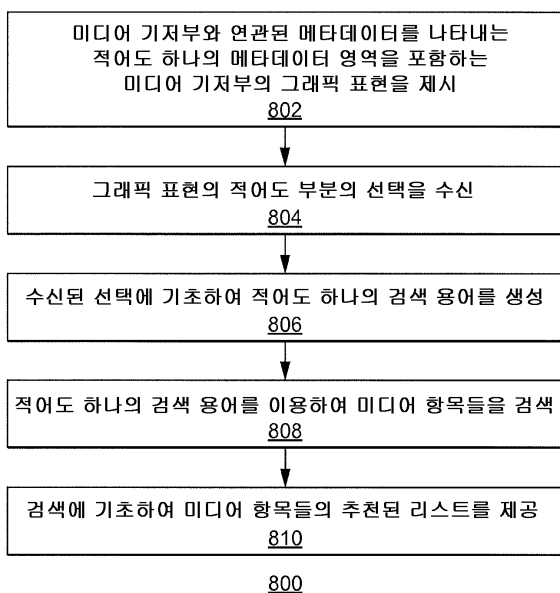 미디어 기저부와 연관된 메타데이터를 나타내는
적어도 하나의 메타데이터 영역을 포함하는
미디어 기저부의 그래픽 표현을 제시
802
그래픽 표현의 적어도 부분의 선택을 수신
804
수신된 선택에 기초하여 적어도 하나의 검색 용어를 생성
806
적어도 하나의 검색 용어를 이용하여 미디어 항목들을 검색
808
검색에 기초하여 미디어 항목들의 추천된 리스트를 제공
810
800